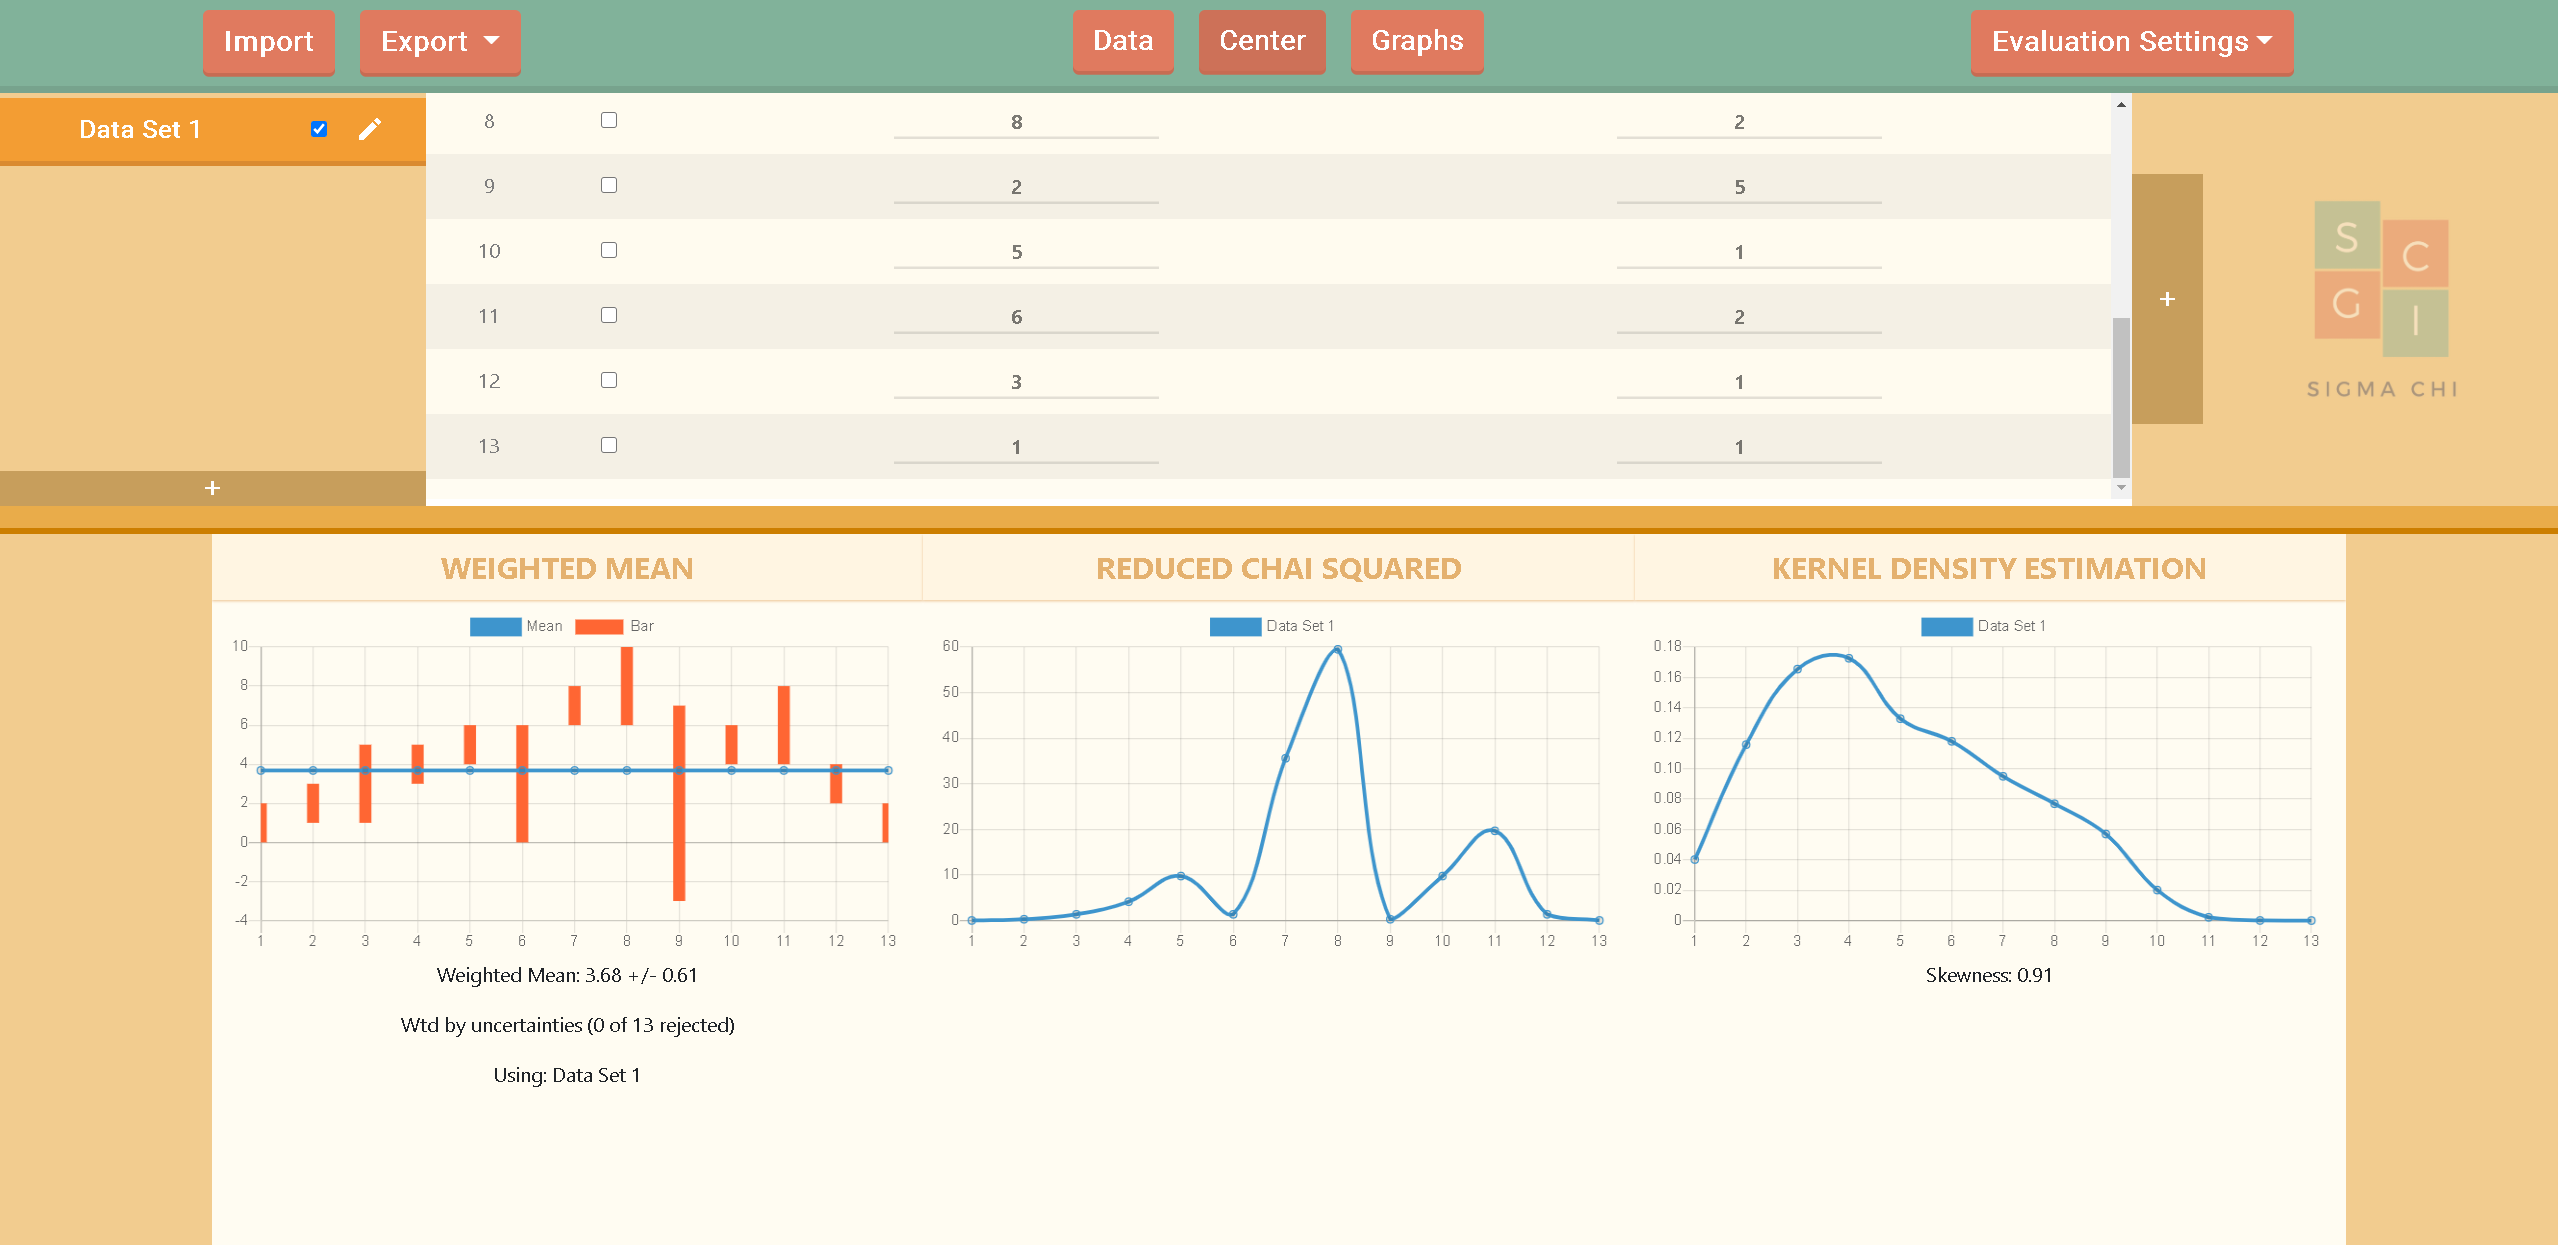 Import Export Data Center Graphs Evaluation Settings
Data Set 1
+
8 8 2
9 2 5
10 5 1
11 6 2
12 3 1
13 1 1
+
S C
G I
SIGMA CHI
WEIGHTED MEAN
Mean Bar
10
8
6
4
2
0
-2
-4
1 2 3 4 5 6 7 8 9 10 11 12 13
Weighted Mean: 3.68 +/- 0.61
Wtd by uncertainties (0 of 13 rejected)
Using: Data Set 1
REDUCED CHAI SQUARED
Data Set 1
60
50
40
30
20
10
0
1 2 3 4 5 6 7 8 9 10 11 12 13
KERNEL DENSITY ESTIMATION
Data Set 1
0.18
0.16
0.14
0.12
0.10
0.08
0.06
0.04
0.02
0
1 2 3 4 5 6 7 8 9 10 11 12 13
Skewness: 0.91